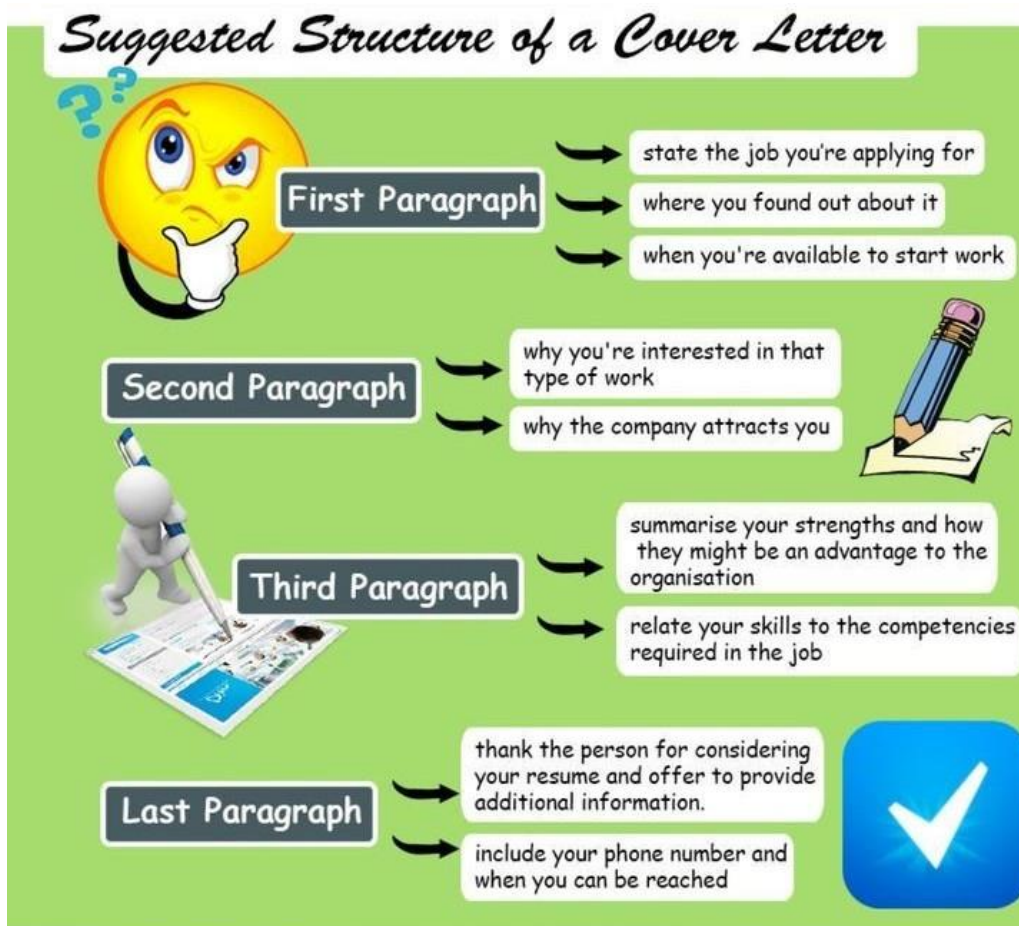 Suggested Structure of a Cover Letter
? ?
First Paragraph
state the job you're applying for
where you found out about it
when you're available to start work
Second Paragraph
why you're interested in that
type of work
why the company attracts you
Third Paragraph
summarise your strengths and how
they might be an advantage to the
organisation
relate your skills to the competencies
required in the job
Last Paragraph
thank the person for considering
your resume and offer to provide
additional information.
include your phone number and
when you can be reached